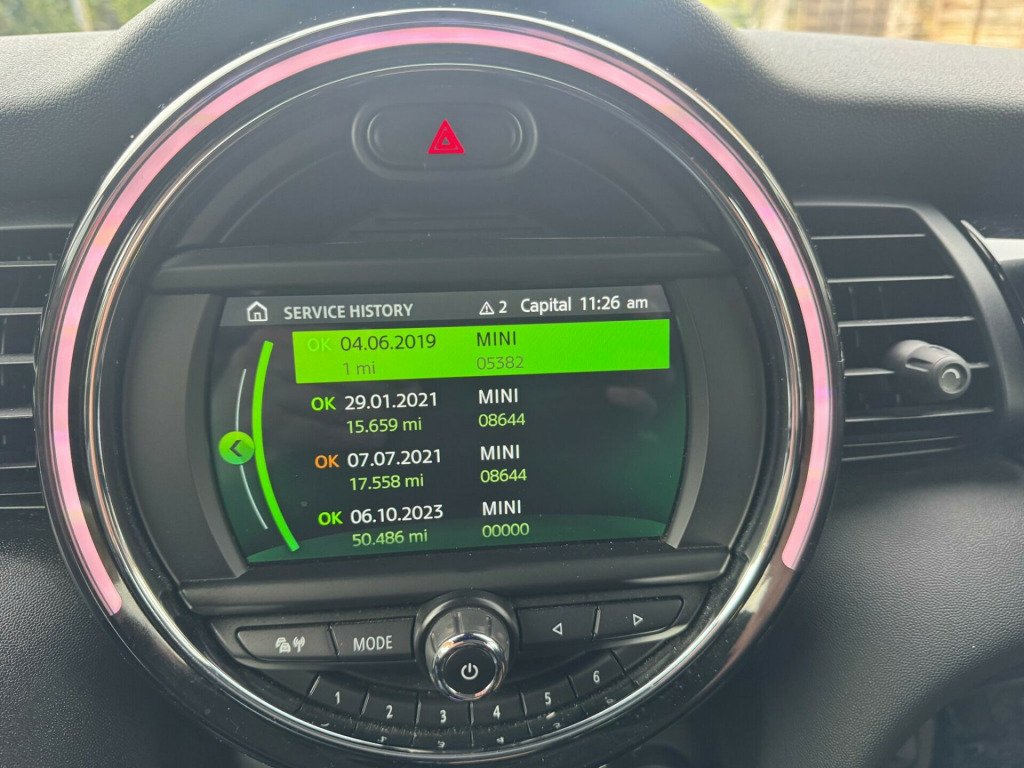 SERVICE HISTORY 2 Capital 11:26 am
OK 04.06.2019 MINI
1 mi 05382
OK 29.01.2021 MINI
15.659 mi 08644
OK 07.07.2021 MINI
17.558 mi 08644
OK 06.10.2023 MINI
50.486 mi 00000
MODE
1 2 3 4 5 6